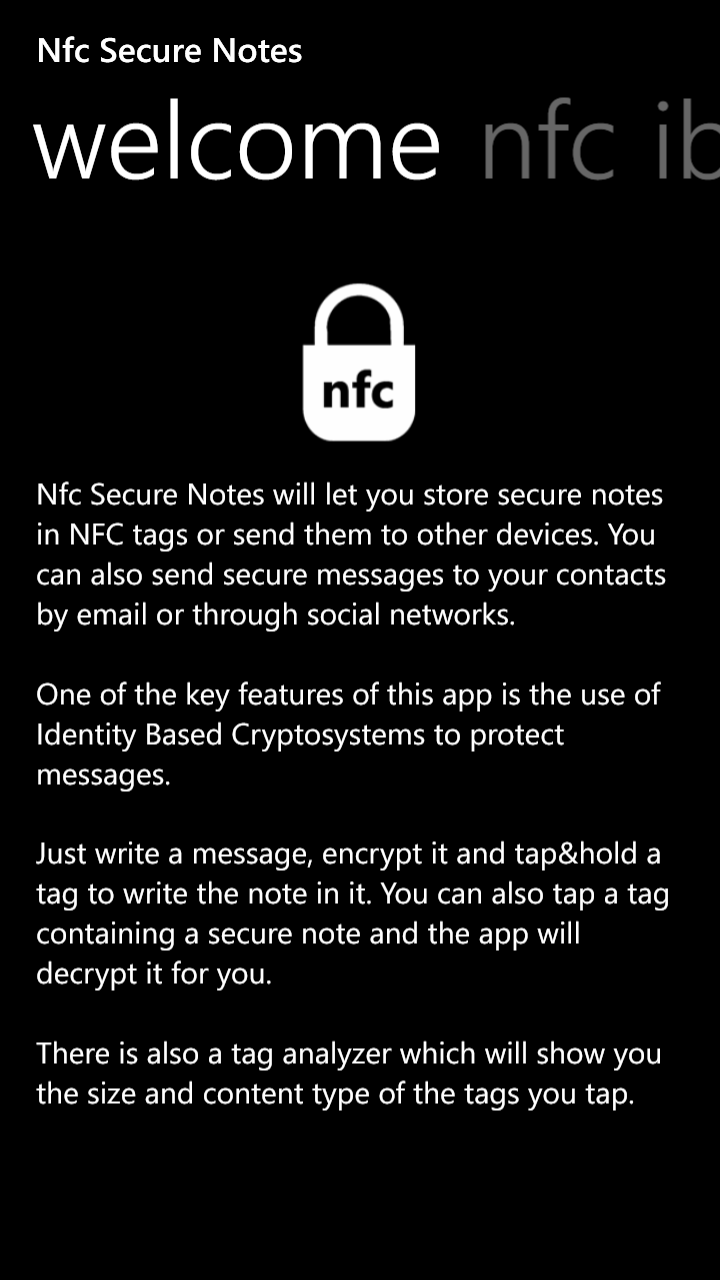 Nfc Secure Notes
welcome nfc ib
nfc
Nfc Secure Notes will let you store secure notes
in NFC tags or send them to other devices. You
can also send secure messages to your contacts
by email or through social networks.
One of the key features of this app is the use of
Identity Based Cryptosystems to protect
messages.
Just write a message, encrypt it and tap&hold a
tag to write the note in it. You can also tap a tag
containing a secure note and the app will
decrypt it for you.
There is also a tag analyzer which will show you
the size and content type of the tags you tap.